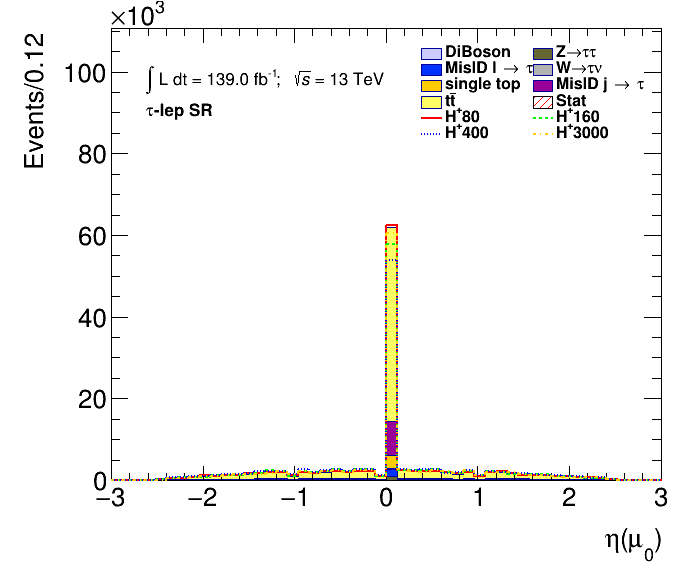 ×10³
Events/0.12
100
80
60
40
20
0
∫ L dt = 139.0 fb⁻¹; √s = 13 TeV
τ-lep SR
DiBoson
Z→ττ
MisID l → τ
W→τν
single top
MisID j → τ
tt̄
Stat
H⁺80
H⁺160
H⁺400
H⁺3000
−3 −2 −1 0 1 2 3
η(μ₀)